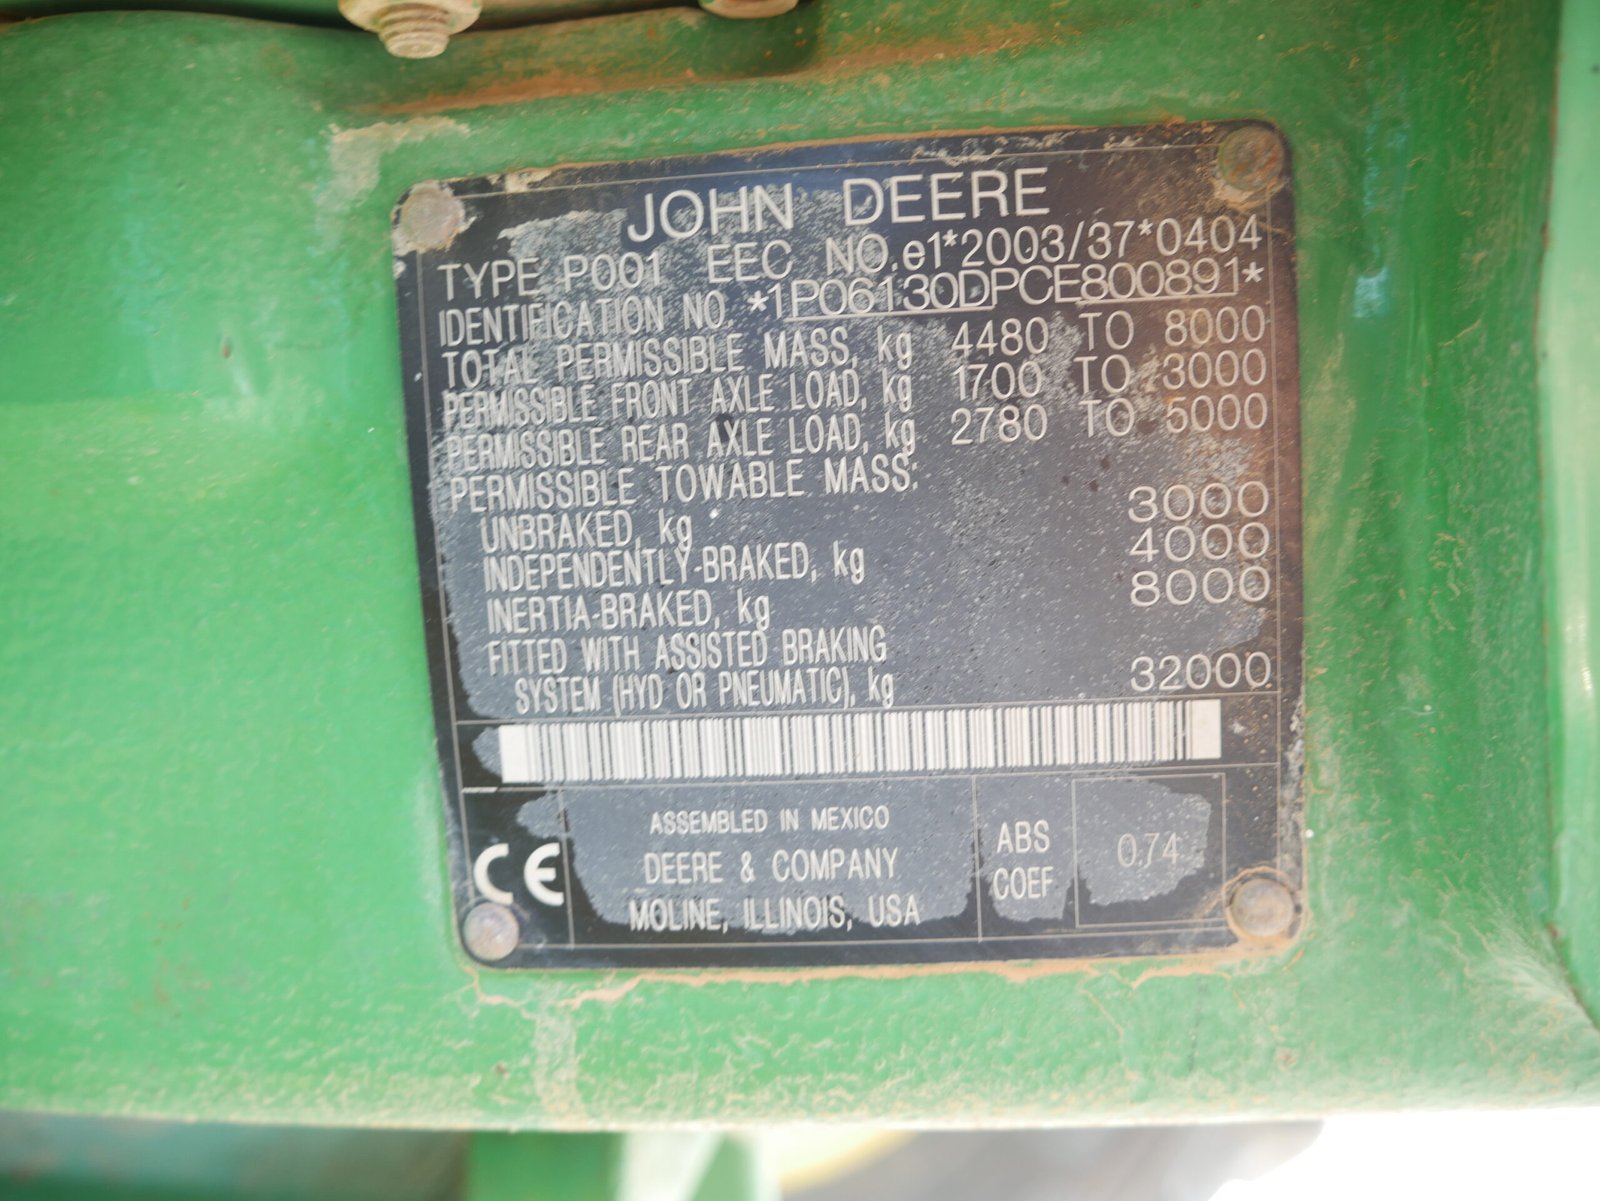 JOHN DEERE
TYPE P001 EEC NO.e1*2003/37*0404
IDENTIFICATION NO. *1P06130DPCE800891*
TOTAL PERMISSIBLE MASS, kg 4480 TO 8000
PERMISSIBLE FRONT AXLE LOAD, kg 1700 TO 3000
PERMISSIBLE REAR AXLE LOAD, kg 2780 TO 5000
PERMISSIBLE TOWABLE MASS:
UNBRAKED, kg 3000
INDEPENDENTLY-BRAKED, kg 4000
INERTIA-BRAKED, kg 8000
FITTED WITH ASSISTED BRAKING
SYSTEM (HYD OR PNEUMATIC), kg 32000
CE
ASSEMBLED IN MEXICO
DEERE & COMPANY
MOLINE, ILLINOIS, USA
ABS
COEF
0.74